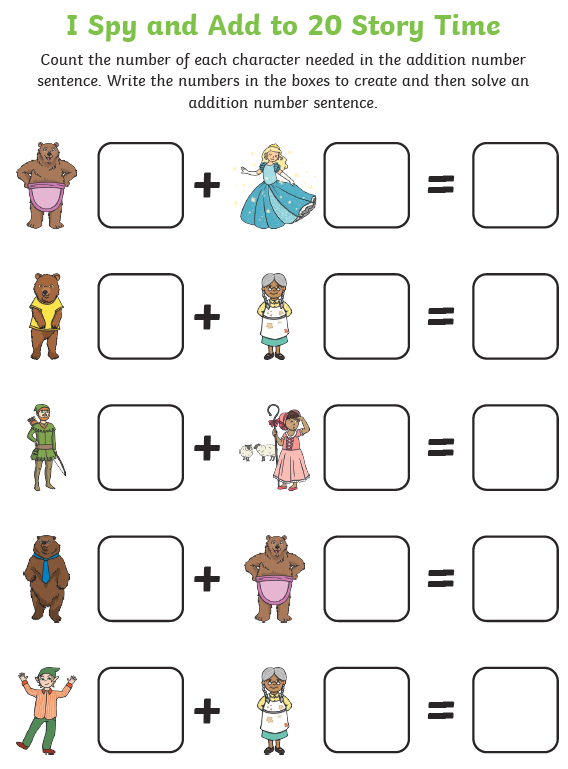 I Spy and Add to 20 Story Time
Count the number of each character needed in the addition number
sentence. Write the numbers in the boxes to create and then solve an
addition number sentence.
+ =
+ =
+ =
+ =
+ =